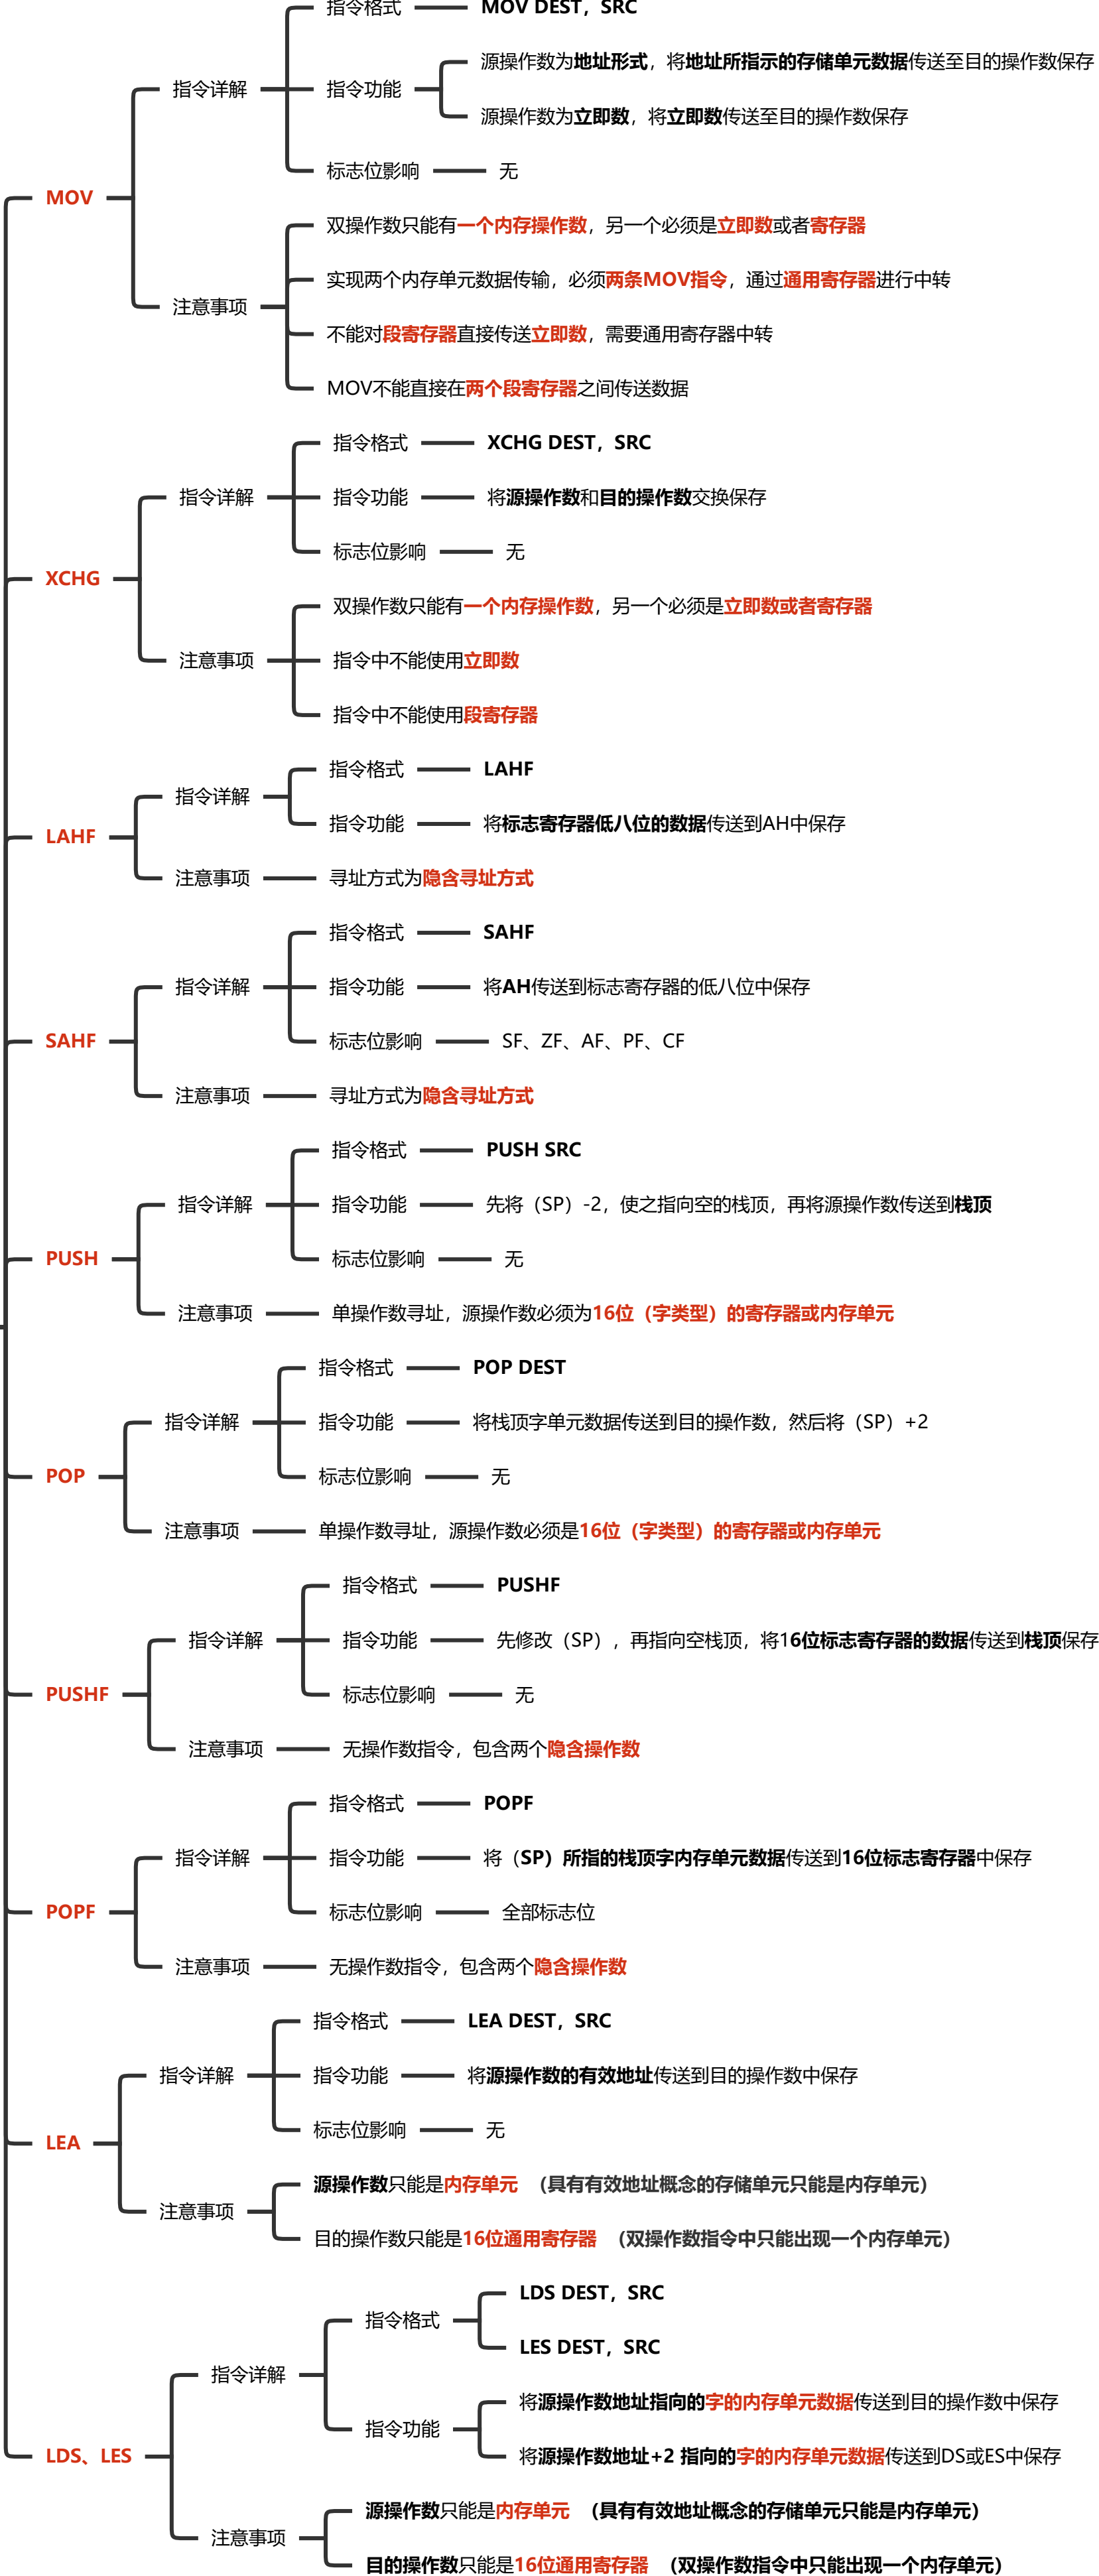 指令格式
MOV DEST，SRC
源操作数为地址形式，将地址所指示的存储单元数据传送至目的操作数保存
指令详解
指令功能
源操作数为立即数，将立即数传送至目的操作数保存
标志位影响
无
MOV
双操作数只能有一个内存操作数，另一个必须是立即数或者寄存器
实现两个内存单元数据传输，必须两条MOV指令，通过通用寄存器进行中转
注意事项
不能对段寄存器直接传送立即数，需要通用寄存器中转
MOV不能直接在两个段寄存器之间传送数据
指令格式
XCHG DEST，SRC
指令详解
指令功能
将源操作数和目的操作数交换保存
标志位影响
无
XCHG
双操作数只能有一个内存操作数，另一个必须是立即数或者寄存器
注意事项
指令中不能使用立即数
指令中不能使用段寄存器
指令格式
LAHF
指令详解
指令功能
将标志寄存器低八位的数据传送到AH中保存
LAHF
注意事项
寻址方式为隐含寻址方式
指令格式
SAHF
指令详解
指令功能
将AH传送到标志寄存器的低八位中保存
SAHF
标志位影响
SF、ZF、AF、PF、CF
注意事项
寻址方式为隐含寻址方式
指令格式
PUSH SRC
指令详解
指令功能
先将（SP）-2，使之指向空的栈顶，再将源操作数传送到栈顶
PUSH
标志位影响
无
注意事项
单操作数寻址，源操作数必须为16位（字类型）的寄存器或内存单元
指令格式
POP DEST
指令详解
指令功能
将栈顶字单元数据传送到目的操作数，然后将（SP）+2
POP
标志位影响
无
注意事项
单操作数寻址，源操作数必须是16位（字类型）的寄存器或内存单元
指令格式
PUSHF
指令详解
指令功能
先修改（SP），再指向空栈顶，将16位标志寄存器的数据传送到栈顶保存
PUSHF
标志位影响
无
注意事项
无操作数指令，包含两个隐含操作数
指令格式
POPF
指令详解
指令功能
将（SP）所指的栈顶字内存单元数据传送到16位标志寄存器中保存
POPF
标志位影响
全部标志位
注意事项
无操作数指令，包含两个隐含操作数
指令格式
LEA DEST，SRC
指令详解
指令功能
将源操作数的有效地址传送到目的操作数中保存
标志位影响
无
LEA
源操作数只能是内存单元 （具有有效地址概念的存储单元只能是内存单元）
注意事项
目的操作数只能是16位通用寄存器 （双操作数指令中只能出现一个内存单元）
LDS DEST，SRC
指令格式
LES DEST，SRC
指令详解
将源操作数地址指向的字的内存单元数据传送到目的操作数中保存
指令功能
将源操作数地址+2 指向的字的内存单元数据传送到DS或ES中保存
LDS、LES
源操作数只能是内存单元 （具有有效地址概念的存储单元只能是内存单元）
注意事项
目的操作数只能是16位通用寄存器 （双操作数指令中只能出现一个内存单元）